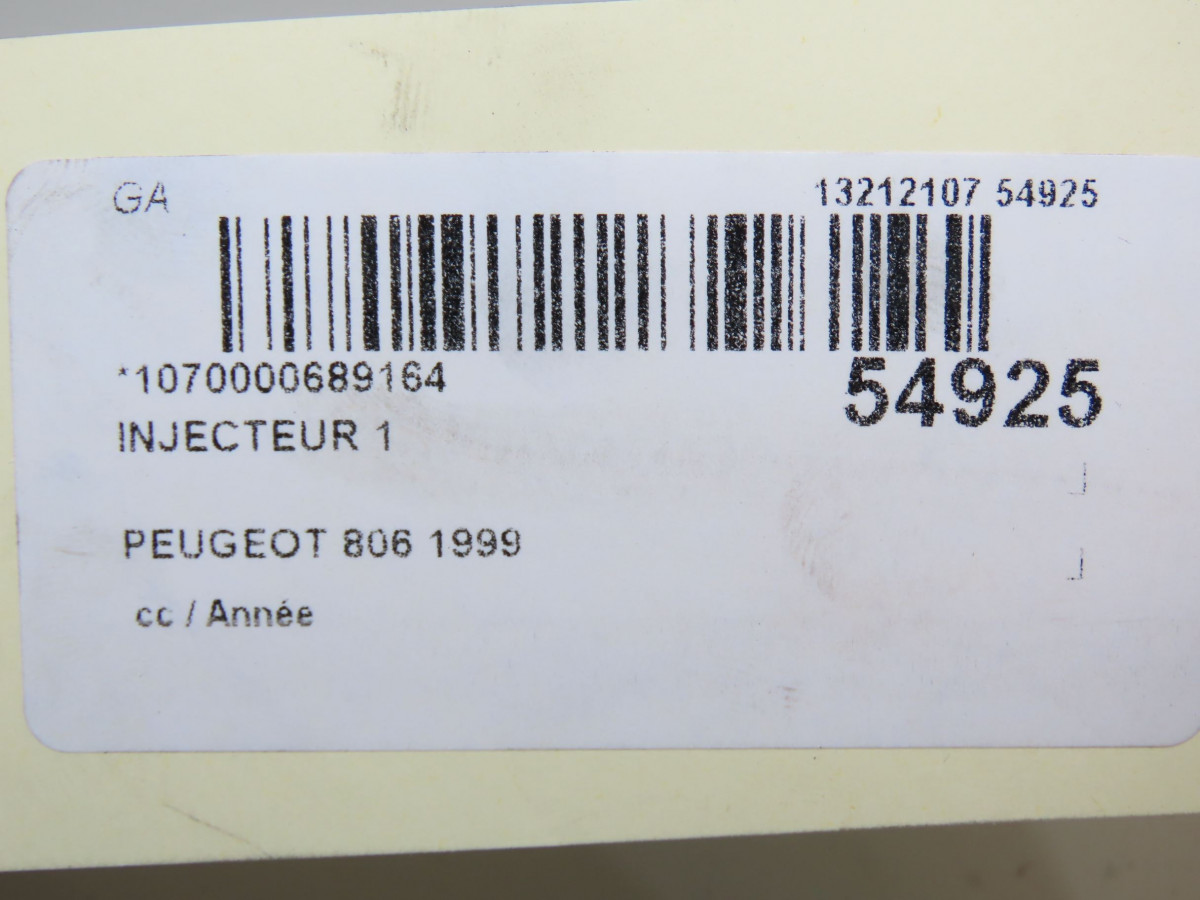 GA
13212107 54925
*1070000689164
54925
INJECTEUR 1
PEUGEOT 806 1999
cc / Année